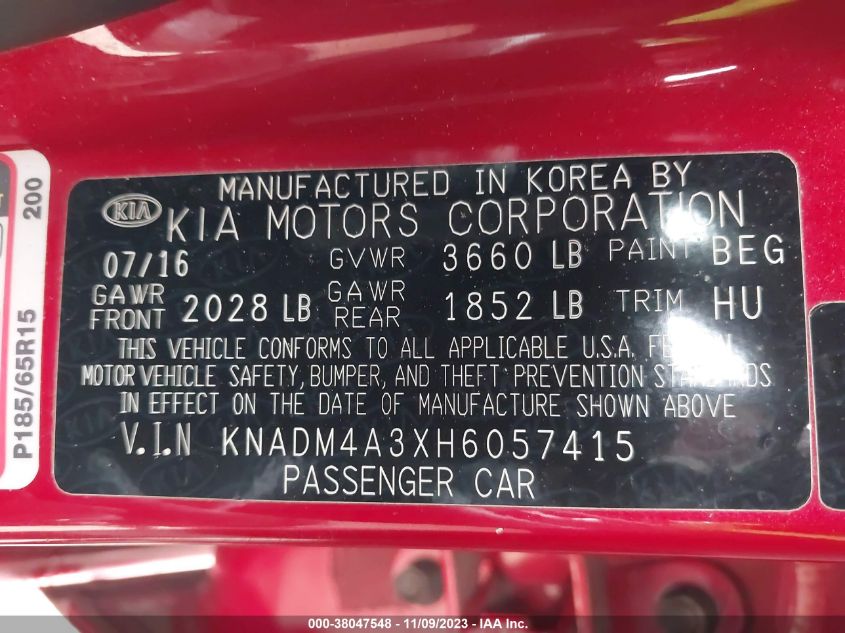 MANUFACTURED IN KOREA BY
KIA KIA MOTORS CORPORATION
07/16 GVWR 3660 LB PAINT BEG
GAWR FRONT 2028 LB GAWR REAR 1852 LB TRIM HU
THIS VEHICLE CONFORMS TO ALL APPLICABLE U.S.A.
MOTOR VEHICLE SAFETY, BUMPER, AND THEFT PREVENTION STANDARDS
IN EFFECT ON THE DATE OF MANUFACTURE SHOWN ABOVE
V.I.N KNADM4A3XH6057415
PASSENGER CAR
P185/65R15 200
000-38047548 - 11/09/2023 - IAA Inc.